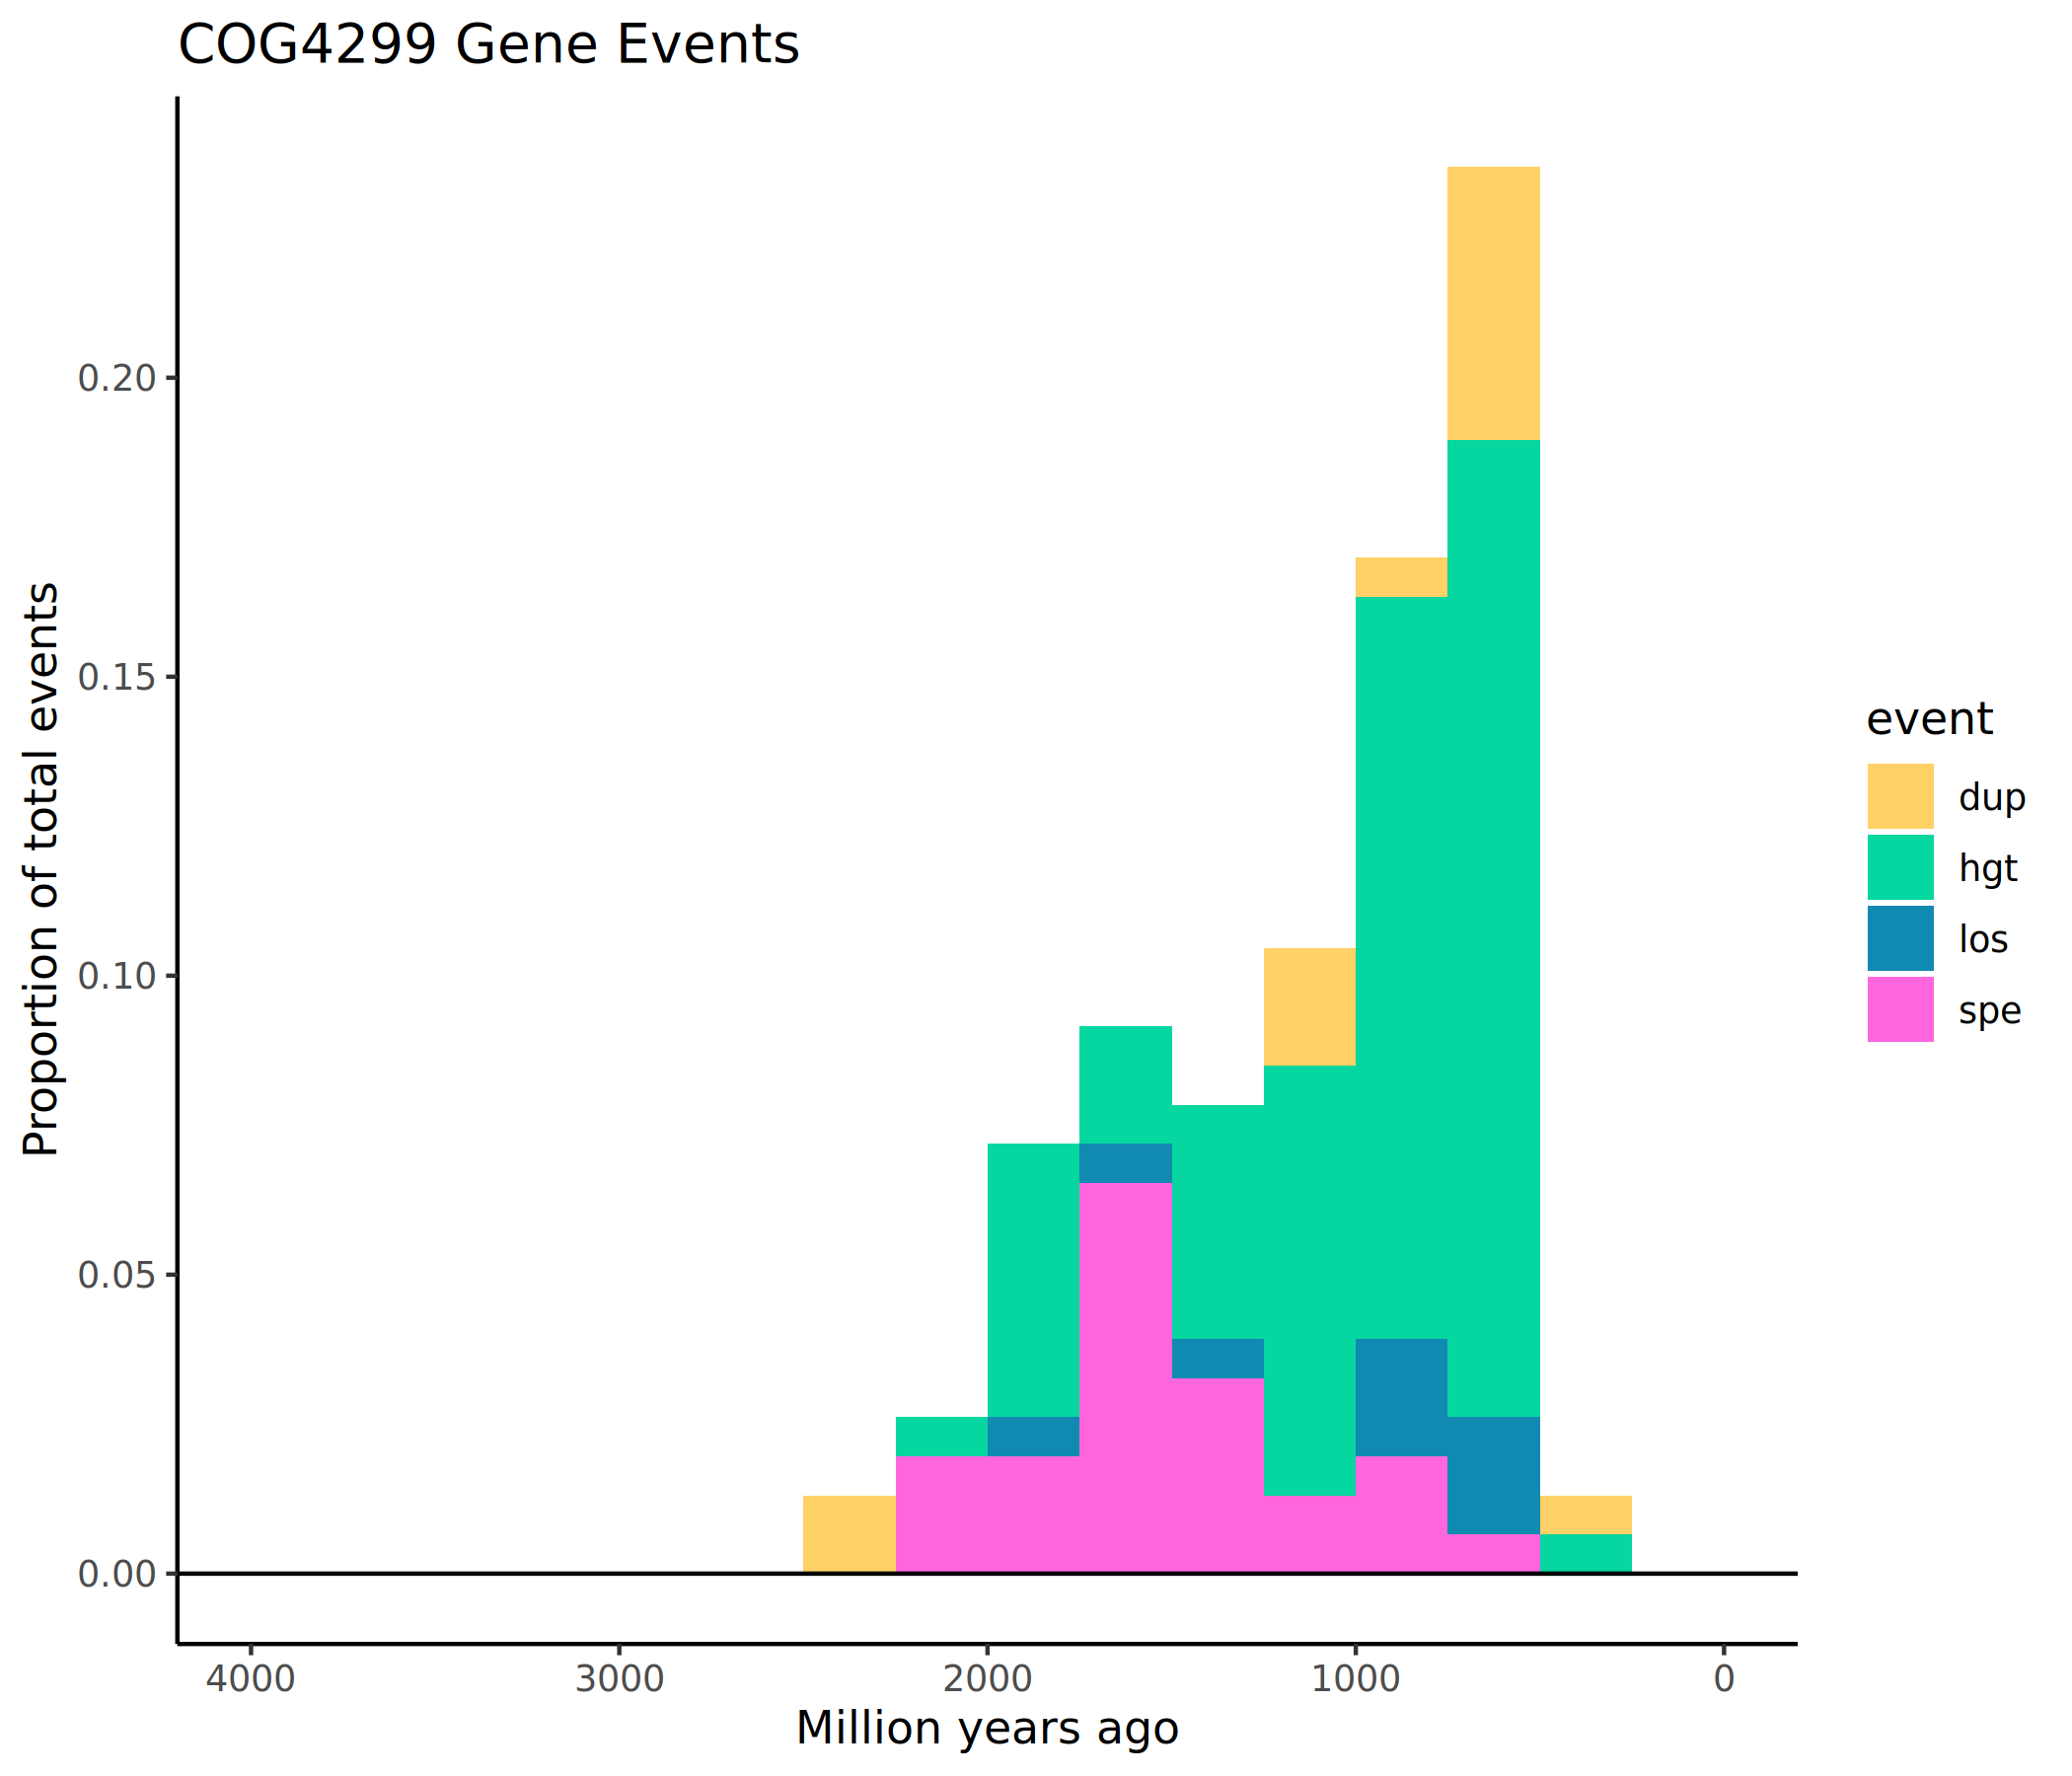 COG4299 Gene Events
Proportion of total events
0.20
0.15
0.10
0.05
0.00
4000 3000 2000 1000 0
Million years ago
event
dup
hgt
los
spe